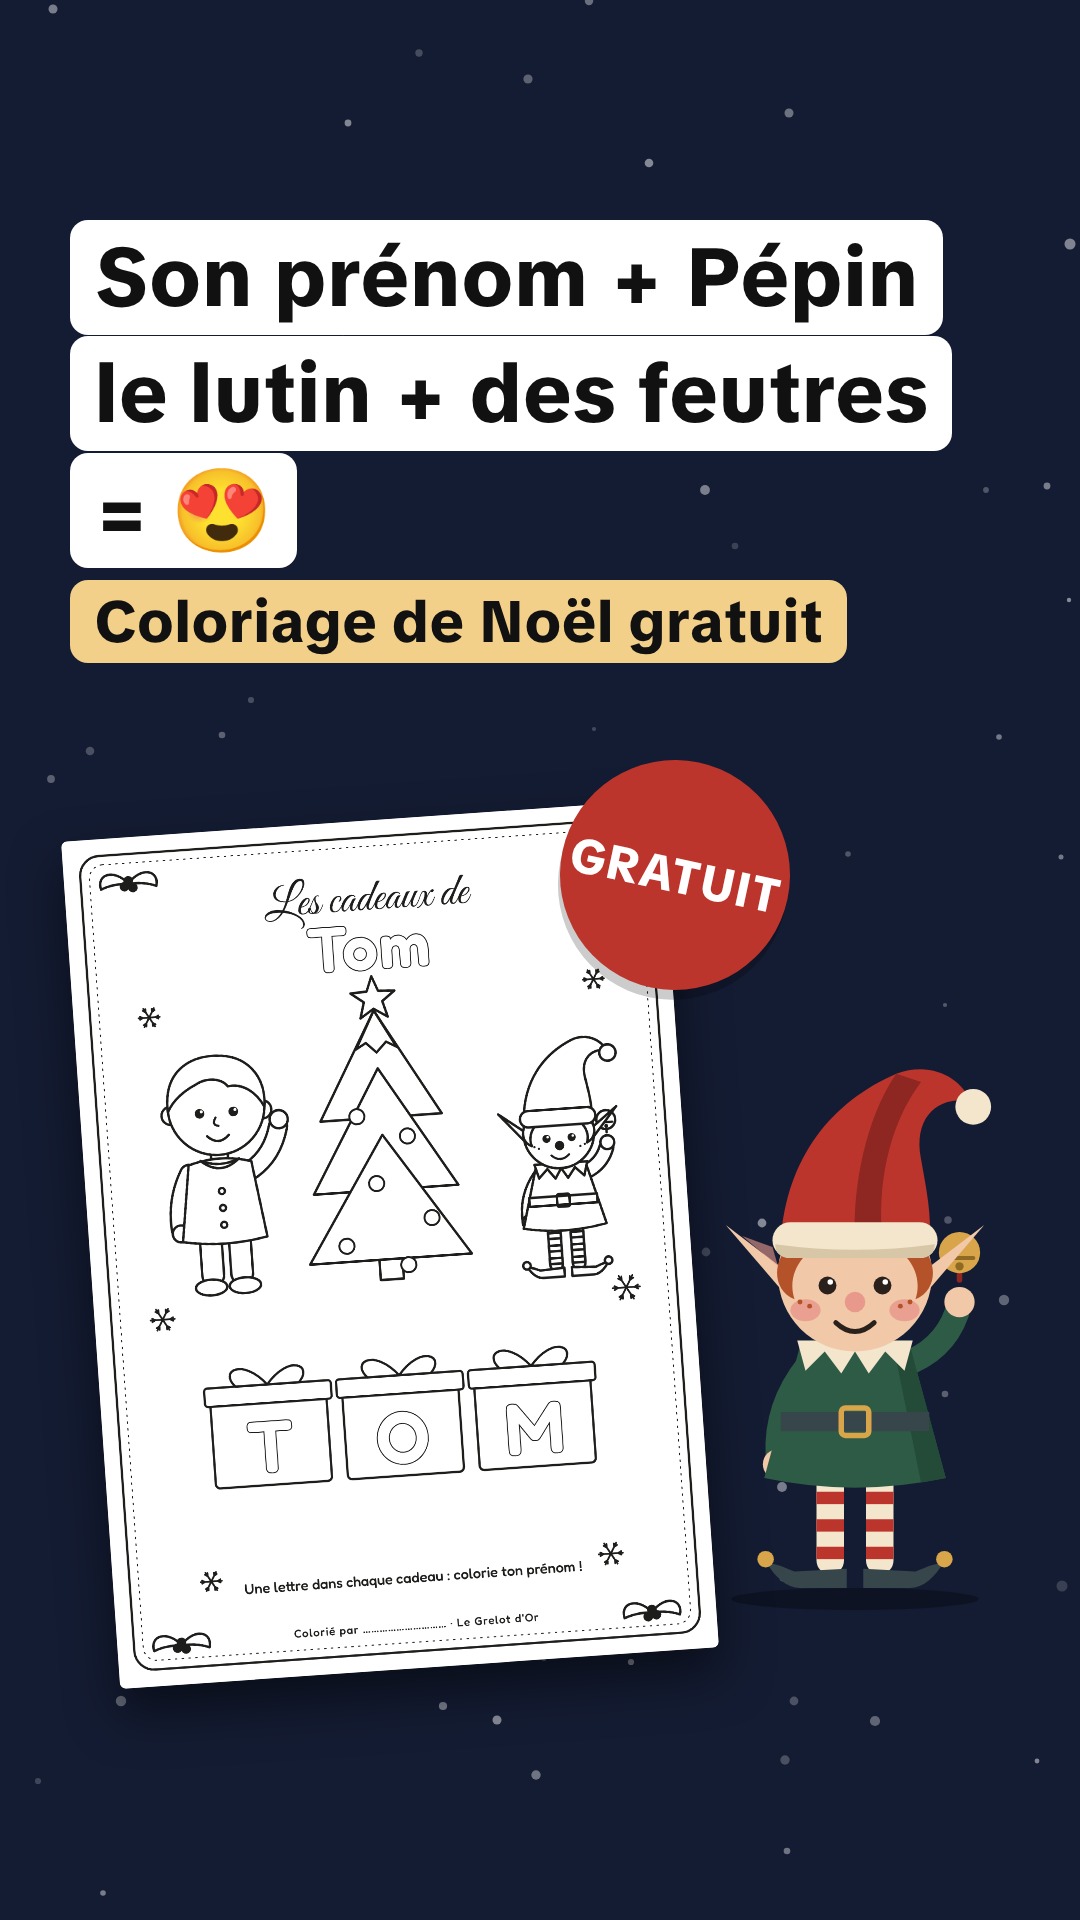 Son prénom + Pépin
le lutin + des feutres
= 😍
Coloriage de Noël gratuit
GRATUIT
Les cadeaux de
Tom
T O M
Une lettre dans chaque cadeau : colorie ton prénom !
Colorié par .............................. · Le Grelot d'Or